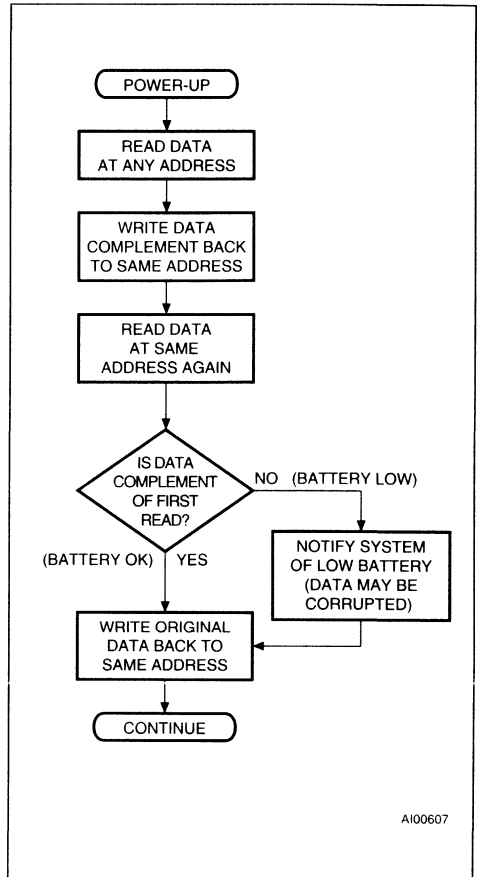 POWER-UP
READ DATA
AT ANY ADDRESS
WRITE DATA
COMPLEMENT BACK
TO SAME ADDRESS
READ DATA
AT SAME
ADDRESS AGAIN
IS DATA
COMPLEMENT
OF FIRST
READ?
NO (BATTERY LOW)
NOTIFY SYSTEM
OF LOW BATTERY
(DATA MAY BE
CORRUPTED)
(BATTERY OK) YES
WRITE ORIGINAL
DATA BACK TO
SAME ADDRESS
CONTINUE
AI00607